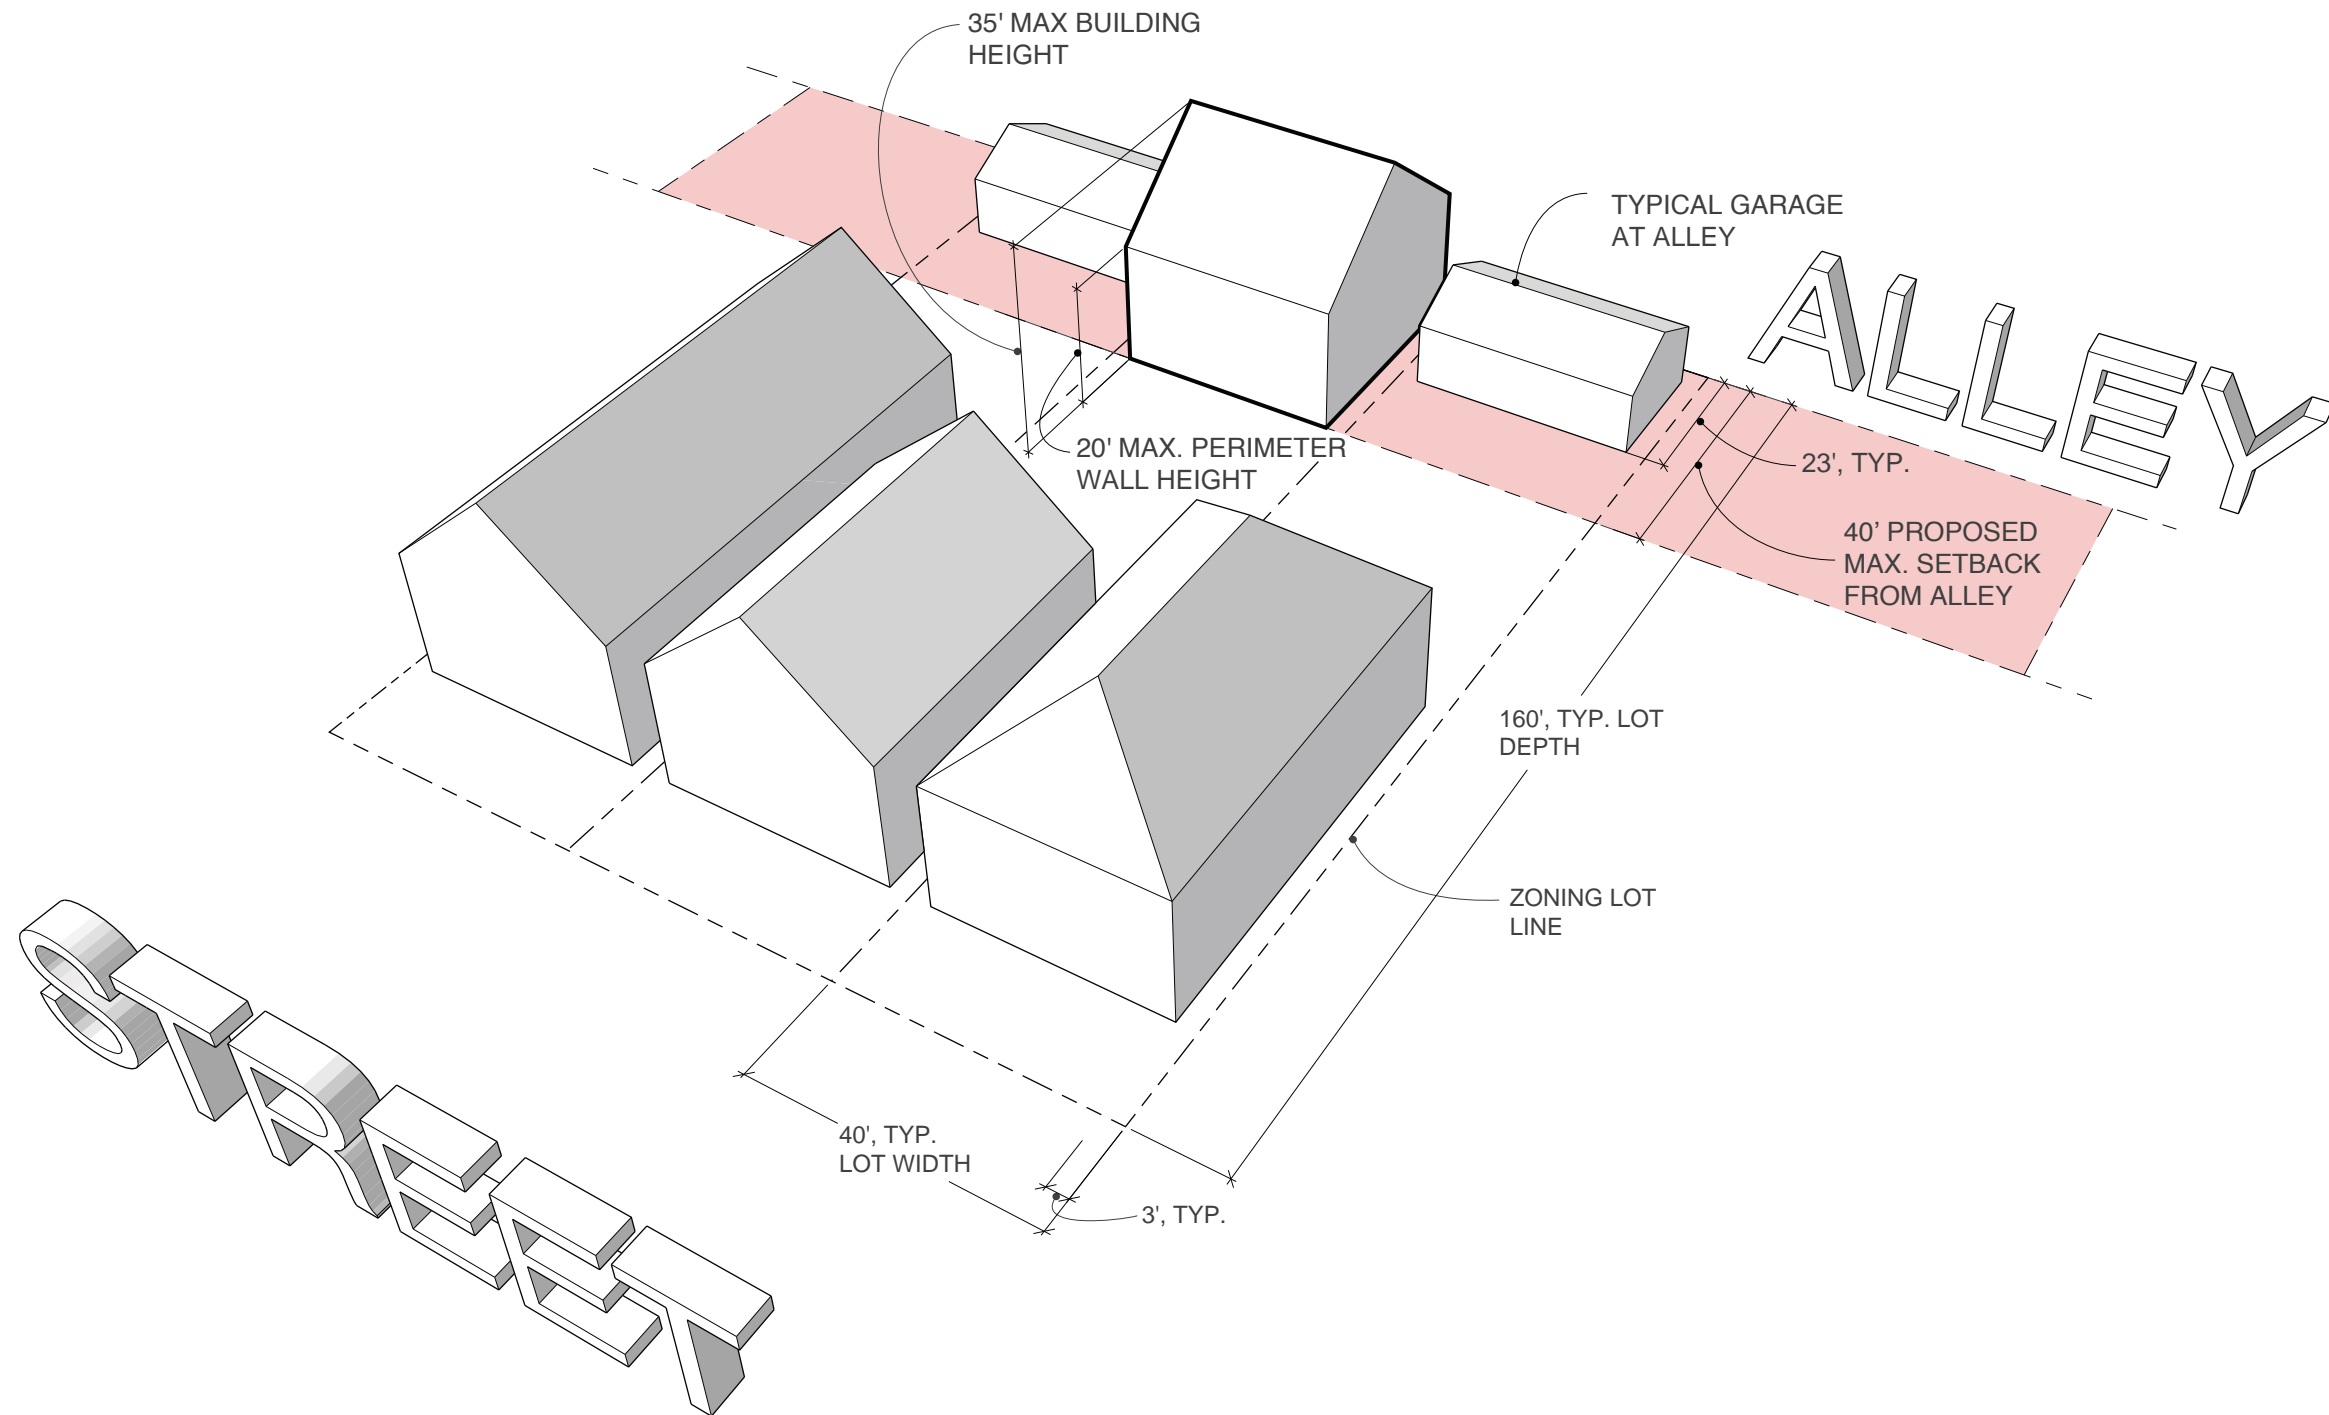 35' MAX BUILDING
HEIGHT
TYPICAL GARAGE
AT ALLEY
ALLEY
20' MAX. PERIMETER
WALL HEIGHT
23', TYP.
40’ PROPOSED
MAX. SETBACK
FROM ALLEY
160', TYP. LOT
DEPTH
ZONING LOT
LINE
STREET
40', TYP.
LOT WIDTH
3', TYP.